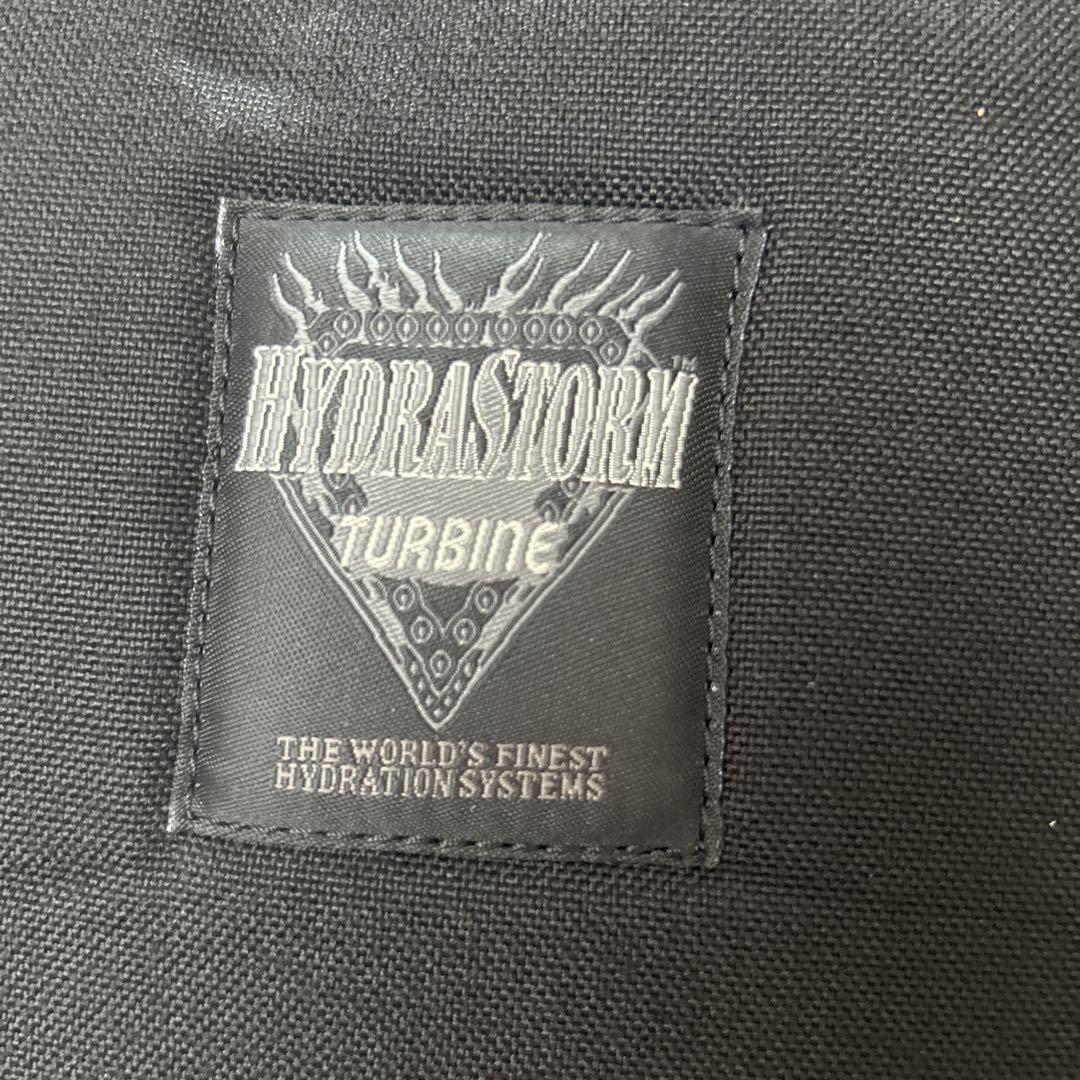 HYDRASTORM™
TURBINE
THE WORLD'S FINEST
HYDRATION SYSTEMS